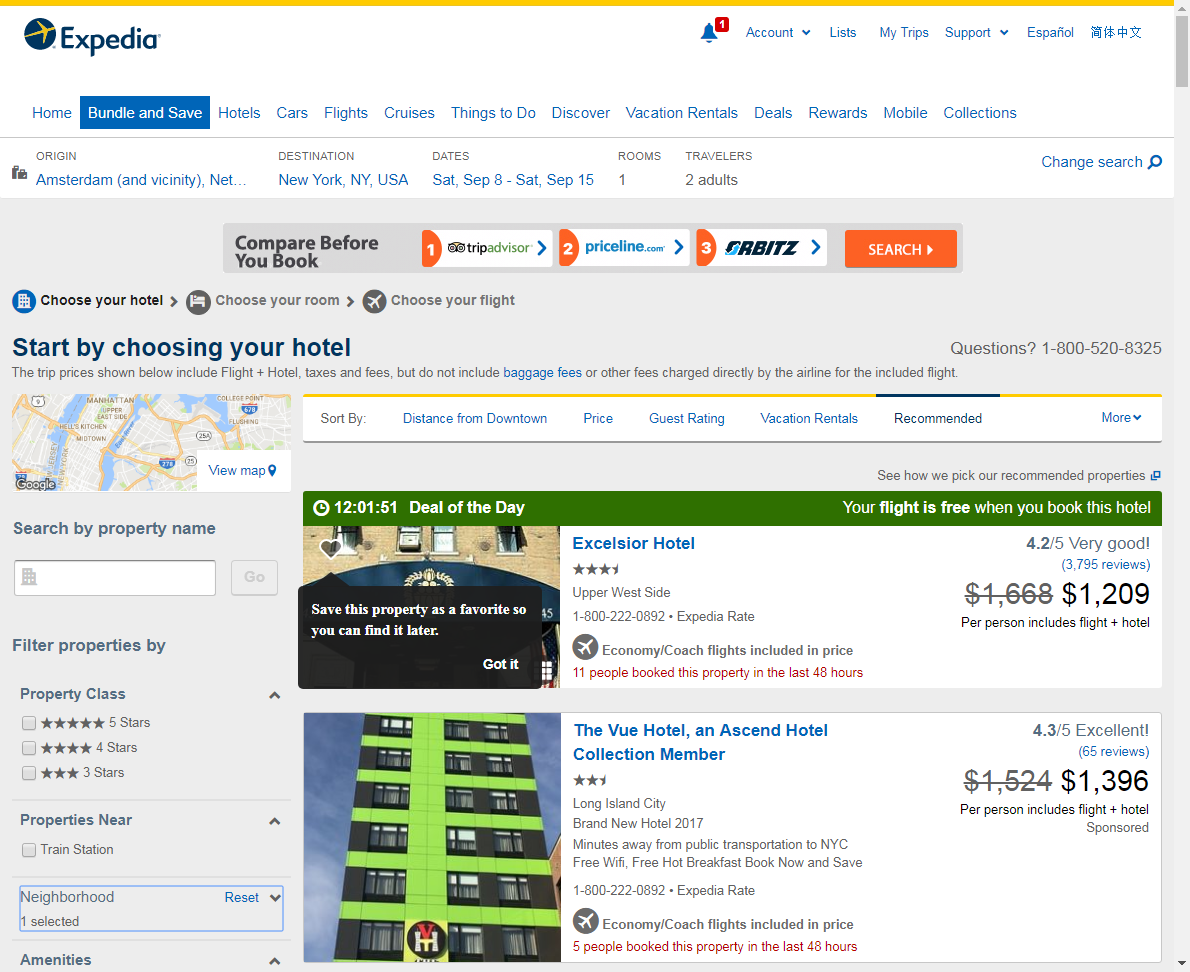 Expedia
1
Account
Lists
My Trips
Support
Español
简体中文
Home
Bundle and Save
Hotels
Cars
Flights
Cruises
Things to Do
Discover
Vacation Rentals
Deals
Rewards
Mobile
Collections
ORIGIN
Amsterdam (and vicinity), Net...
DESTINATION
New York, NY, USA
DATES
Sat, Sep 8 - Sat, Sep 15
ROOMS
1
TRAVELERS
2 adults
Change search
Compare Before
You Book
1 tripadvisor
2 priceline.com
3 ORBITZ
SEARCH
Choose your hotel
Choose your room
Choose your flight
Start by choosing your hotel
Questions? 1-800-520-8325
The trip prices shown below include Flight + Hotel, taxes and fees, but do not include baggage fees or other fees charged directly by the airline for the included flight.
9
MANHATTAN
UPPER
EAST SIDE
HELL'S KITCHEN
MIDTOWN
COLLEGE POINT
678
FLUSHING
25A
25
278
East River
NEW JERSEY
NEW YORK
Google
View map
Search by property name
Go
Filter properties by
Property Class
5 Stars
4 Stars
3 Stars
Properties Near
Train Station
Neighborhood
Reset
1 selected
Amenities
Sort By:
Distance from Downtown
Price
Guest Rating
Vacation Rentals
Recommended
More
See how we pick our recommended properties
12:01:51 Deal of the Day
Your flight is free when you book this hotel
45
Save this property as a favorite so
you can find it later.
Got it
Excelsior Hotel
Upper West Side
1-800-222-0892 • Expedia Rate
Economy/Coach flights included in price
11 people booked this property in the last 48 hours
4.2/5 Very good!
(3,795 reviews)
$1,668 $1,209
Per person includes flight + hotel
The Vue Hotel, an Ascend Hotel
Collection Member
Long Island City
Brand New Hotel 2017
Minutes away from public transportation to NYC
Free Wifi, Free Hot Breakfast Book Now and Save
1-800-222-0892 • Expedia Rate
Economy/Coach flights included in price
5 people booked this property in the last 48 hours
4.3/5 Excellent!
(65 reviews)
$1,524 $1,396
Per person includes flight + hotel
Sponsored